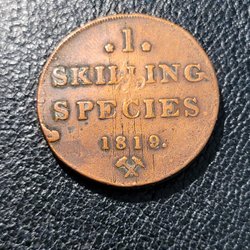 .1.
SKILLING
SPECIES
1819.